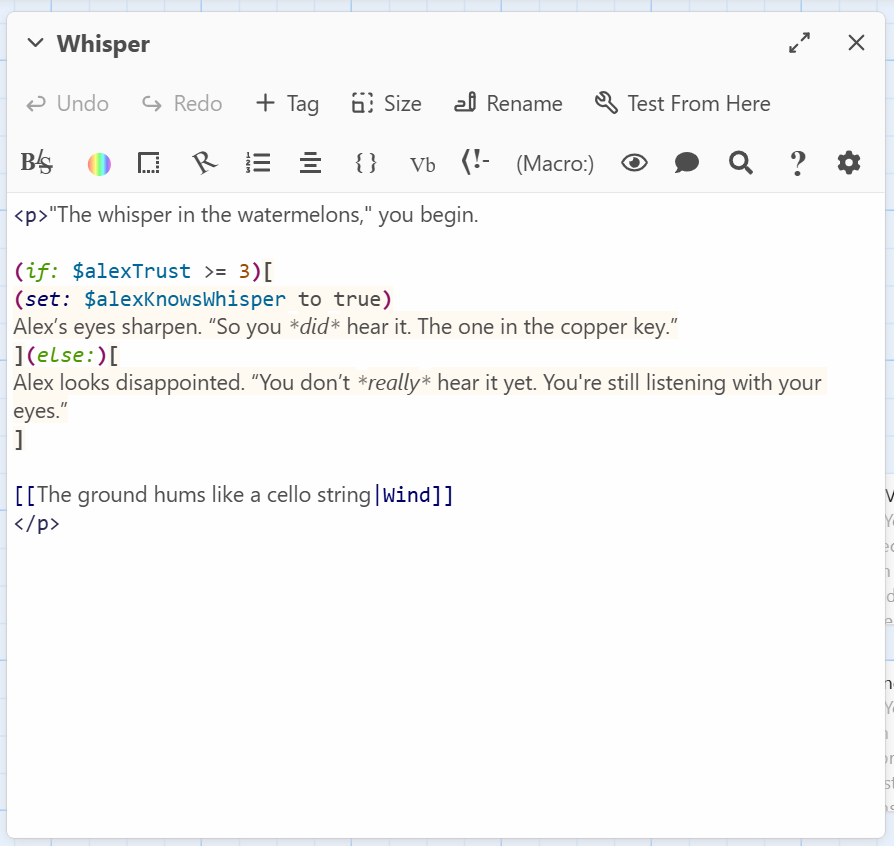 Whisper
Undo Redo + Tag Size Rename Test From Here
B/S Vb (!- (Macro:) ?
<p>"The whisper in the watermelons," you begin.
(if: $alexTrust >= 3)[
(set: $alexKnowsWhisper to true)
Alex’s eyes sharpen. “So you *did* hear it. The one in the copper key.”
](else:)[
Alex looks disappointed. “You don’t *really* hear it yet. You're still listening with your
eyes.”
]
[[The ground hums like a cello string|Wind]]
</p>